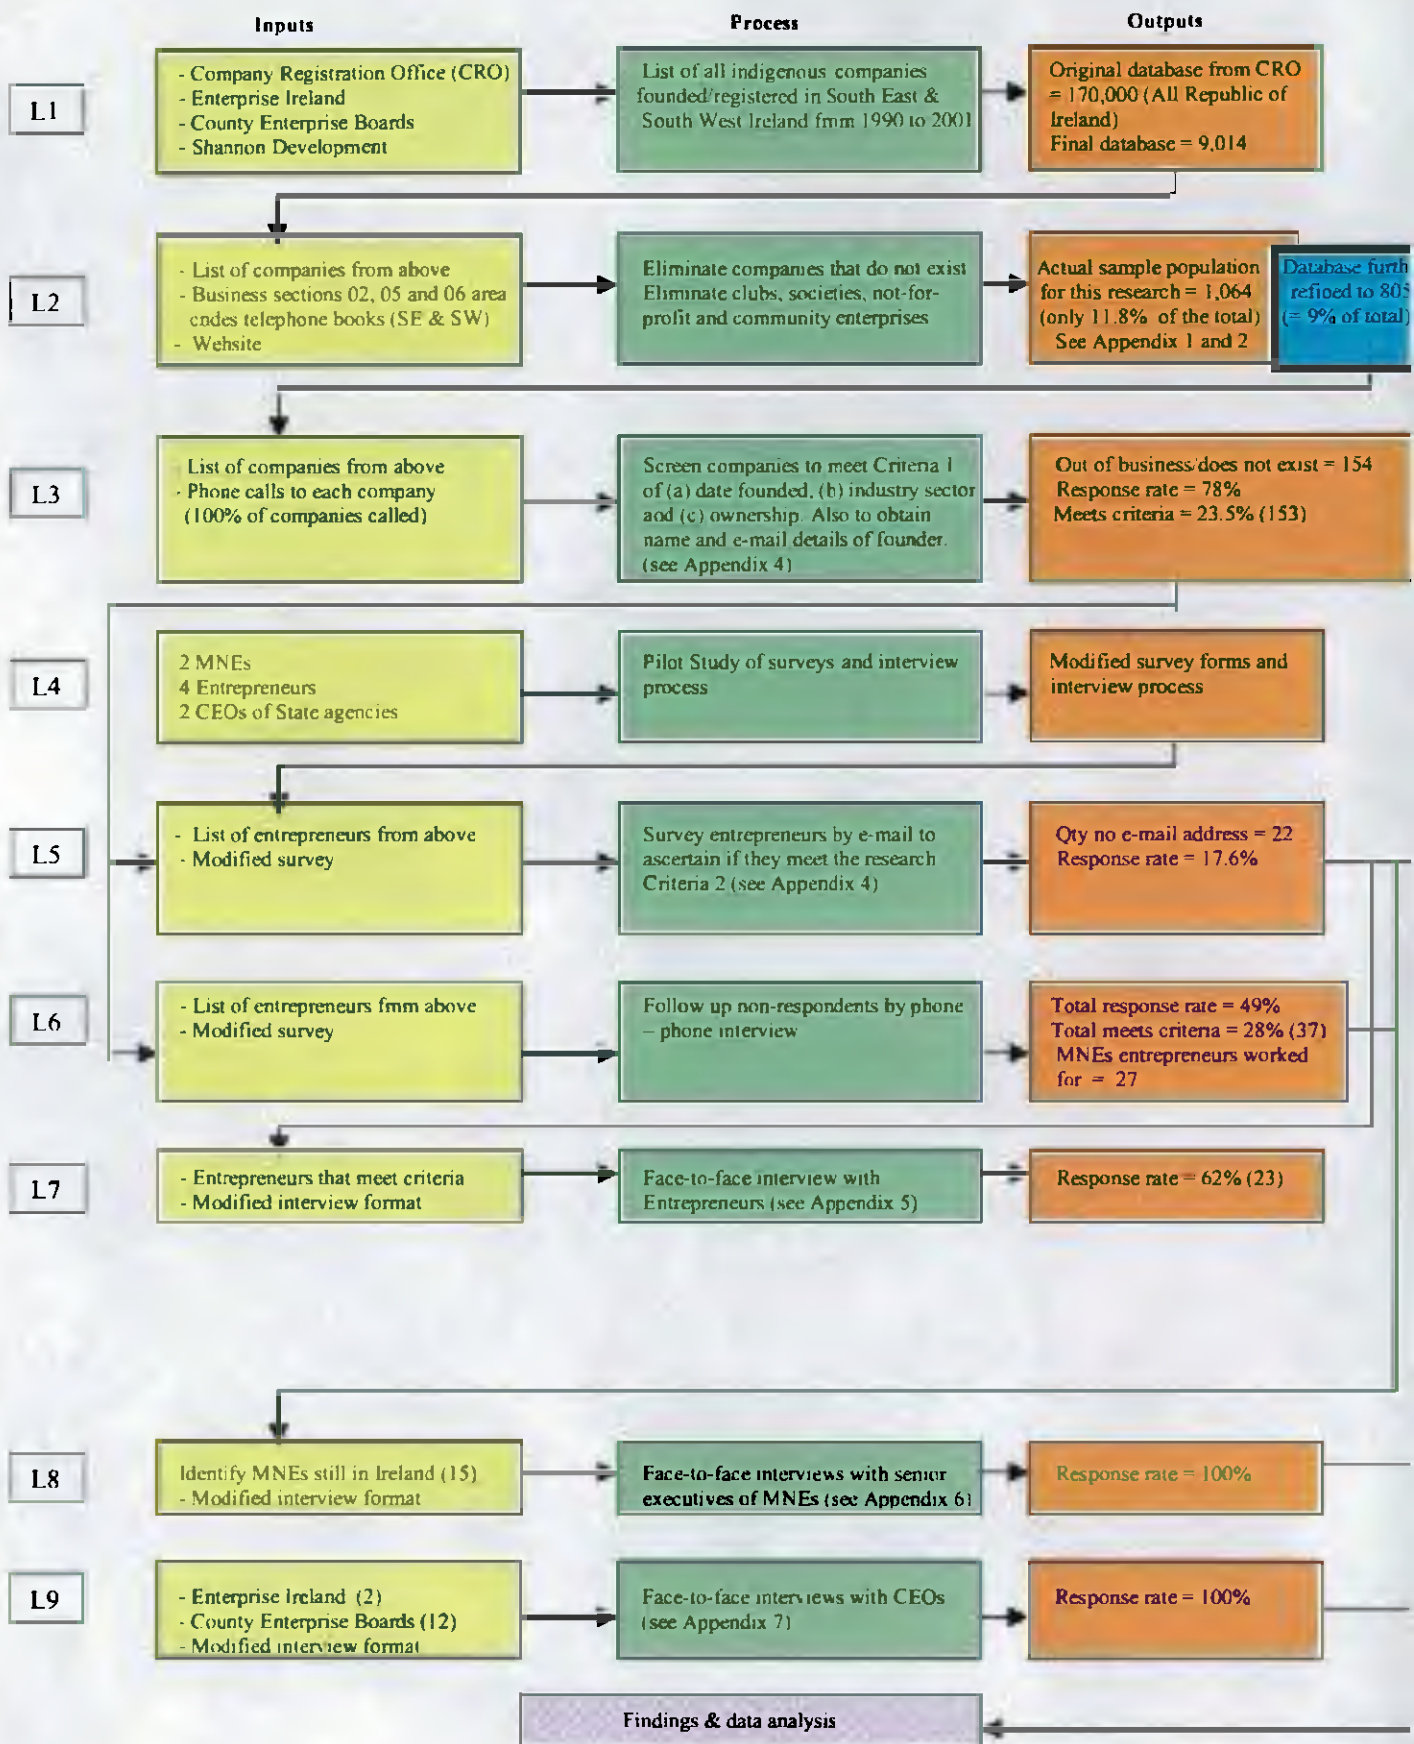 Inputs
Process
Outputs
L1
- Company Registration Office (CRO)
- Enterprise Ireland
- County Enterprise Boards
- Shannon Development
List of all indigenous companies
founded/registered in South East &
South West Ireland from 1990 to 2001
Original database from CRO
= 170,000 (All Republic of
Ireland)
Final database = 9,014
L2
- List of companies from above
- Business sections 02, 05 and 06 area
codes telephone books (SE & SW)
- Website
Eliminate companies that do not exist
Eliminate clubs, societies, not-for-
profit and community enterprises
Actual sample population
for this research = 1,064
(only 11.8% of the total)
See Appendix 1 and 2
Database furth
refined to 805
(= 9% of total)
L3
- List of companies from above
- Phone calls to each company
(100% of companies called)
Screen companies to meet Criteria 1
of (a) date founded, (b) industry sector
and (c) ownership. Also to obtain
name and e-mail details of founder.
(see Appendix 4)
Out of business/does not exist = 154
Response rate = 78%
Meets criteria = 23.5% (153)
L4
2 MNEs
4 Entrepreneurs
2 CEOs of State agencies
Pilot Study of surveys and interview
process
Modified survey forms and
interview process
L5
- List of entrepreneurs from above
- Modified survey
Survey entrepreneurs by e-mail to
ascertain if they meet the research
Criteria 2 (see Appendix 4)
Qty no e-mail address = 22
Response rate = 17.6%
L6
- List of entrepreneurs from above
- Modified survey
Follow up non-respondents by phone
– phone interview
Total response rate = 49%
Total meets criteria = 28% (37)
MNEs entrepreneurs worked
for = 27
L7
- Entrepreneurs that meet criteria
- Modified interview format
Face-to-face interview with
Entrepreneurs (see Appendix 5)
Response rate = 62% (23)
L8
Identify MNEs still in Ireland (15)
- Modified interview format
Face-to-face interviews with senior
executives of MNEs (see Appendix 6)
Response rate = 100%
L9
- Enterprise Ireland (2)
- County Enterprise Boards (12)
- Modified interview format
Face-to-face interviews with CEOs
(see Appendix 7)
Response rate = 100%
Findings & data analysis